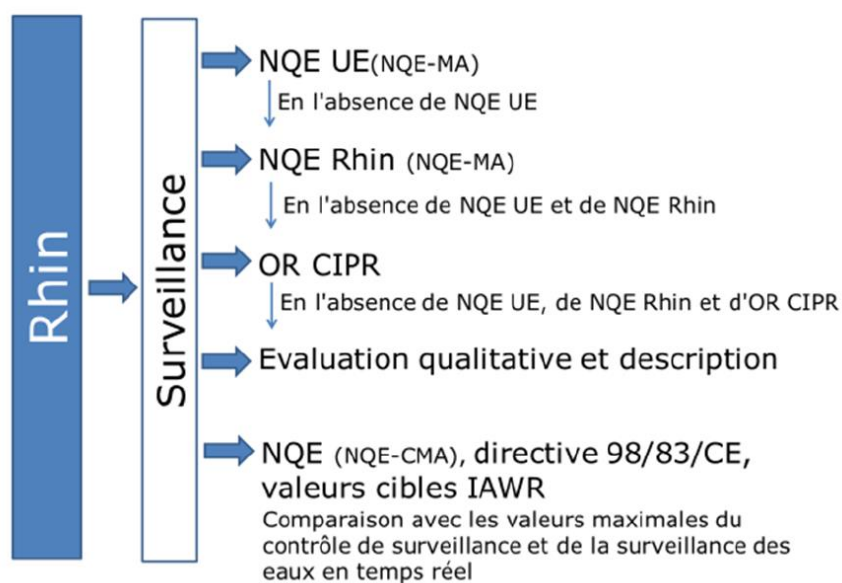 Rhin
Surveillance
NQE UE(NQE-MA)
En l'absence de NQE UE
NQE Rhin (NQE-MA)
En l'absence de NQE UE et de NQE Rhin
OR CIPR
En l'absence de NQE UE, de NQE Rhin et d'OR CIPR
Evaluation qualitative et description
NQE (NQE-CMA), directive 98/83/CE,
valeurs cibles IAWR
Comparaison avec les valeurs maximales du
contrôle de surveillance et de la surveillance des
eaux en temps réel